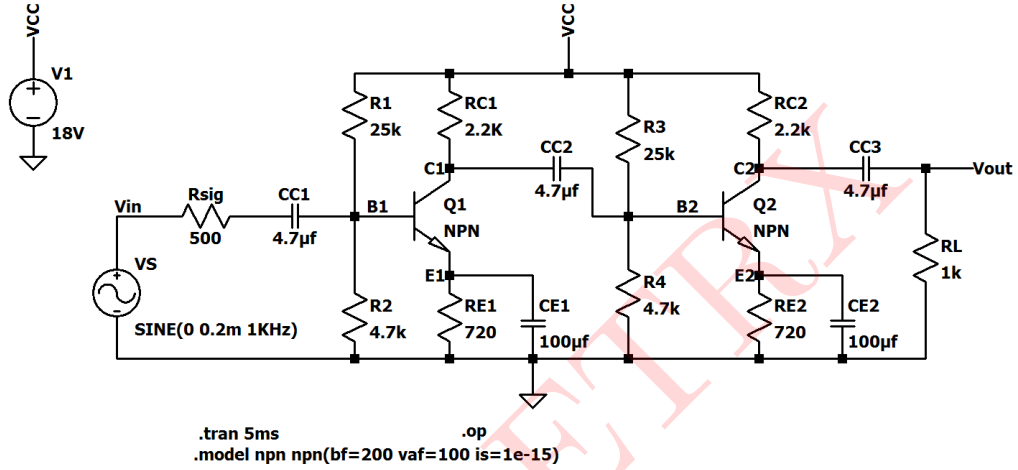 VCC
V1
18V
VCC
R1
25k
RC1
2.2K
R3
25k
RC2
2.2k
C1
CC2
4.7µf
C2
CC3
4.7µf
Vout
Vin
Rsig
500
CC1
4.7µf
B1
Q1
NPN
B2
Q2
NPN
VS
SINE(0 0.2m 1KHz)
R2
4.7k
E1
RE1
720
CE1
100µf
R4
4.7k
E2
RE2
720
CE2
100µf
RL
1k
.tran 5ms
.op
.model npn npn(bf=200 vaf=100 is=1e-15)
ETRX